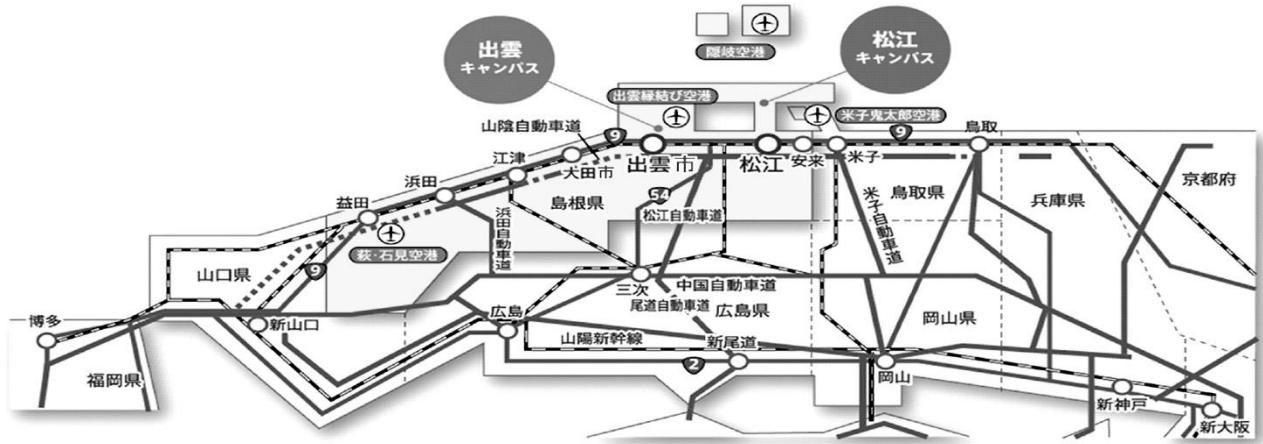 出雲
キャンパス
松江
キャンパス
隠岐空港
出雲縁結び空港
米子鬼太郎空港
山陰自動車道
9
9
鳥取
江津
大田市
出雲市
松江
安来
米子
浜田
益田
島根県
54
松江自動車道
浜田自動車道
米子自動車道
鳥取県
兵庫県
京都府
萩・石見空港
山口県
9
三次
中国自動車道
尾道自動車道
広島県
岡山県
博多
新山口
広島
山陽新幹線
新尾道
2
岡山
福岡県
新神戸
新大阪